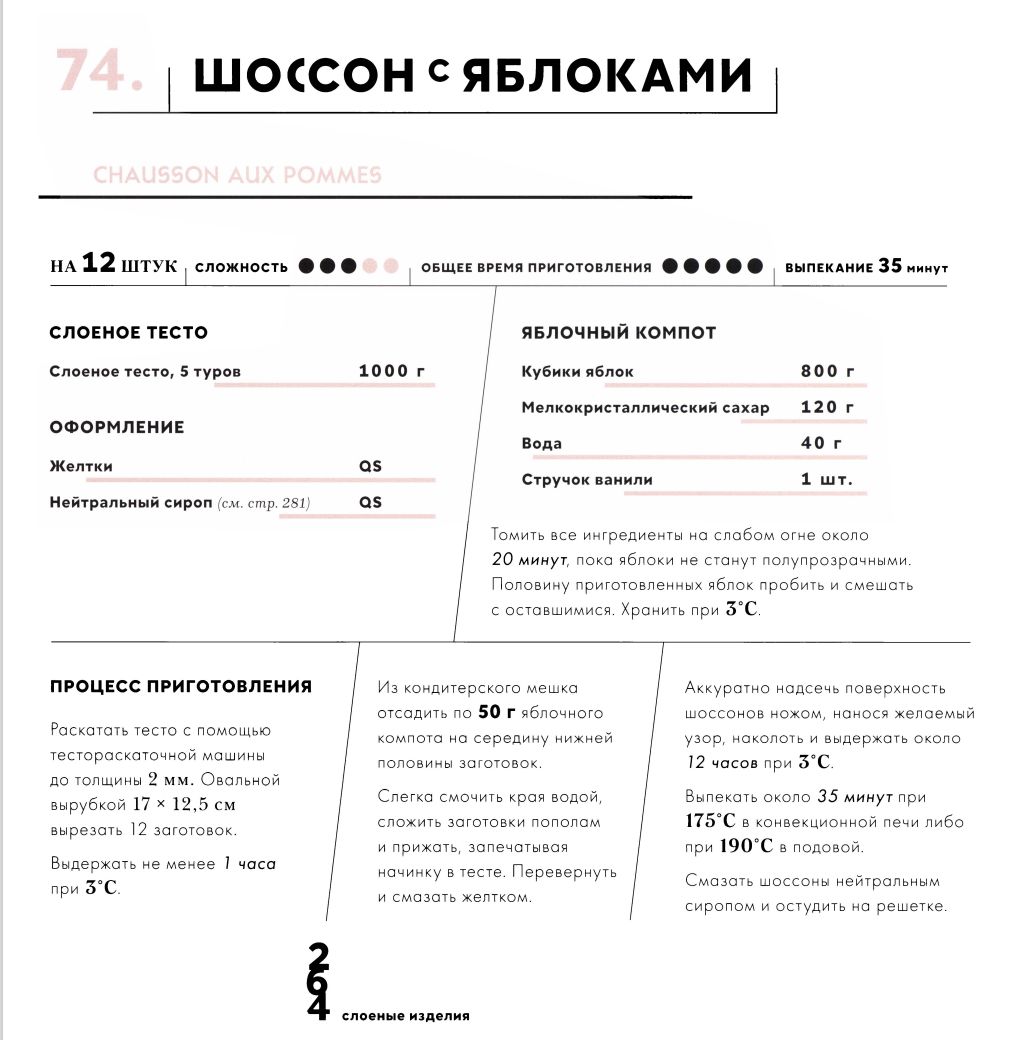 74. ШОССОН С ЯБЛОКАМИ
CHAUSSON AUX POMMES
НА 12 ШТУК СЛОЖНОСТЬ ОБЩЕЕ ВРЕМЯ ПРИГОТОВЛЕНИЯ ВЫПЕКАНИЕ 35 минут
СЛОЕНОЕ ТЕСТО
Слоеное тесто, 5 туров 1000 г
ОФОРМЛЕНИЕ
Желтки QS
Нейтральный сироп (см. стр. 281) QS
ЯБЛОЧНЫЙ КОМПОТ
Кубики яблок 800 г
Мелкокристаллический сахар 120 г
Вода 40 г
Стручок ванили 1 шт.
Томить все ингредиенты на слабом огне около
20 минут, пока яблоки не станут полупрозрачными.
Половину приготовленных яблок пробить и смешать
с оставшимися. Хранить при 3°C.
ПРОЦЕСС ПРИГОТОВЛЕНИЯ
Раскатать тесто с помощью
тестораскаточной машины
до толщины 2 мм. Овальной
вырубкой 17 × 12,5 см
вырезать 12 заготовок.
Выдержать не менее 1 часа
при 3°C.
Из кондитерского мешка
отсадить по 50 г яблочного
компота на середину нижней
половины заготовок.
Слегка смочить края водой,
сложить заготовки пополам
и прижать, запечатывая
начинку в тесте. Перевернуть
и смазать желтком.
Аккуратно надсечь поверхность
шоссонов ножом, нанося желаемый
узор, наколоть и выдержать около
12 часов при 3°C.
Выпекать около 35 минут при
175°C в конвекционной печи либо
при 190°C в подовой.
Смазать шоссоны нейтральным
сиропом и остудить на решетке.
2
6
4 слоеные изделия